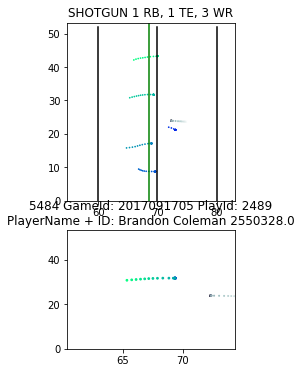 SHOTGUN 1 RB, 1 TE, 3 WR
50
40
30
20
10
0
60 70 80
5484 GameId: 2017091705 PlayId: 2489
PlayerName + ID: Brandon Coleman 2550328.0
40
20
0
65 70